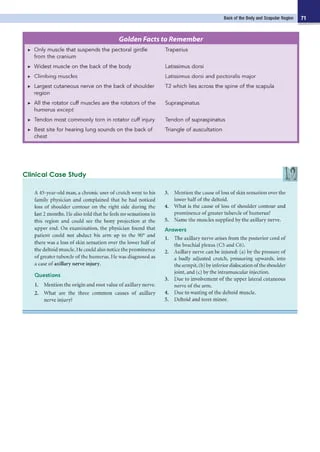 Back of the Body and Scapular Region 71
Golden Facts to Remember
▶ Only muscle that suspends the pectoral girdle from the cranium
Trapezius
▶ Widest muscle on the back of the body
Latissimus dorsi
▶ Climbing muscles
Latissimus dorsi and pectoralis major
▶ Largest cutaneous nerve on the back of shoulder region
T2 which lies across the spine of the scapula
▶ All the rotator cuff muscles are the rotators of the humerus except
Supraspinatus
▶ Tendon most commonly torn in rotator cuff injury
Tendon of supraspinatus
▶ Best site for hearing lung sounds on the back of chest
Triangle of auscultation
Clinical Case Study
A 45-year-old man, a chronic user of crutch went to his
family physician and complained that he had noticed
loss of shoulder contour on the right side during the
last 2 months. He also told that he feels no sensations in
this region and could see the bony projection at the
upper end. On examination, the physician found that
patient could not abduct his arm up to the 90° and
there was a loss of skin sensation over the lower half of
the deltoid muscle. He could also notice the prominence
of greater tubercle of the humerus. He was diagnosed as
a case of axillary nerve injury.
Questions
1. Mention the origin and root value of axillary nerve.
2. What are the three common causes of axillary
nerve injury?
3. Mention the cause of loss of skin sensation over the
lower half of the deltoid.
4. What is the cause of loss of shoulder contour and
prominence of greater tubercle of humerus?
5. Name the muscles supplied by the axillary nerve.
Answers
1. The axillary nerve arises from the posterior cord of
the brachial plexus (C5 and C6).
2. Axillary nerve can be injured: (a) by the pressure of
a badly adjusted crutch, pressuring upwards, into
the armpit, (b) by inferior dislocation of the shoulder
joint, and (c) by the intramuscular injection.
3. Due to involvement of the upper lateral cutaneous
nerve of the arm.
4. Due to wasting of the deltoid muscle.
5. Deltoid and teres minor.